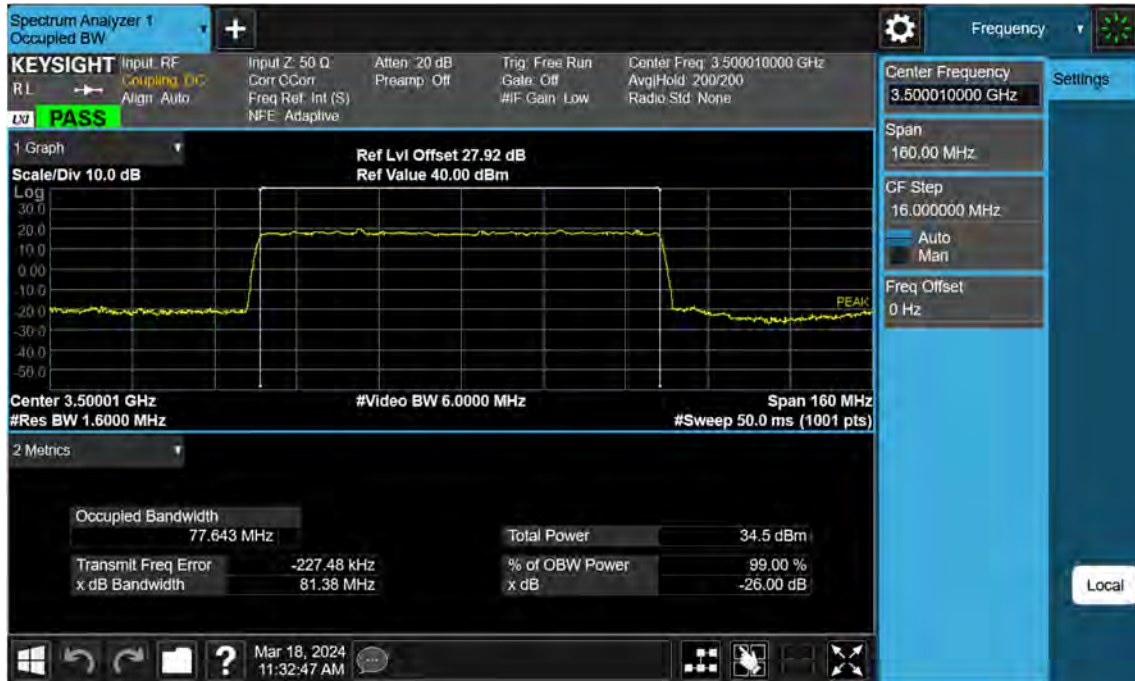 Spectrum Analyzer 1
Occupied BW
+
Frequency
KEYSIGHT
Input: RF
Coupling: DC
Align: Auto
Input Z: 50 Ω
Corr CCorr
Freq Ref: Int (S)
NFE: Adaptive
Atten: 20 dB
Preamp: Off
Trig: Free Run
Gate: Off
#IF Gain: Low
Center Freq: 3.500010000 GHz
Avg|Hold: 200/200
Radio Std: None
R L
LXI
PASS
Center Frequency
3.500010000 GHz
Settings
Span
160.00 MHz
CF Step
16.000000 MHz
Auto
Man
Freq Offset
0 Hz
1 Graph
Scale/Div 10.0 dB
Ref Lvl Offset 27.92 dB
Ref Value 40.00 dBm
Log
30.0
20.0
10.0
0.00
-10.0
-20.0
-30.0
-40.0
-50.0
PEAK
Center 3.50001 GHz
#Video BW 6.0000 MHz
Span 160 MHz
#Res BW 1.6000 MHz
#Sweep 50.0 ms (1001 pts)
2 Metrics
Occupied Bandwidth
77.643 MHz
Total Power 34.5 dBm
Transmit Freq Error -227.48 kHz
% of OBW Power 99.00 %
x dB Bandwidth 81.38 MHz
x dB -26.00 dB
Local
?
Mar 18, 2024
11:32:47 AM